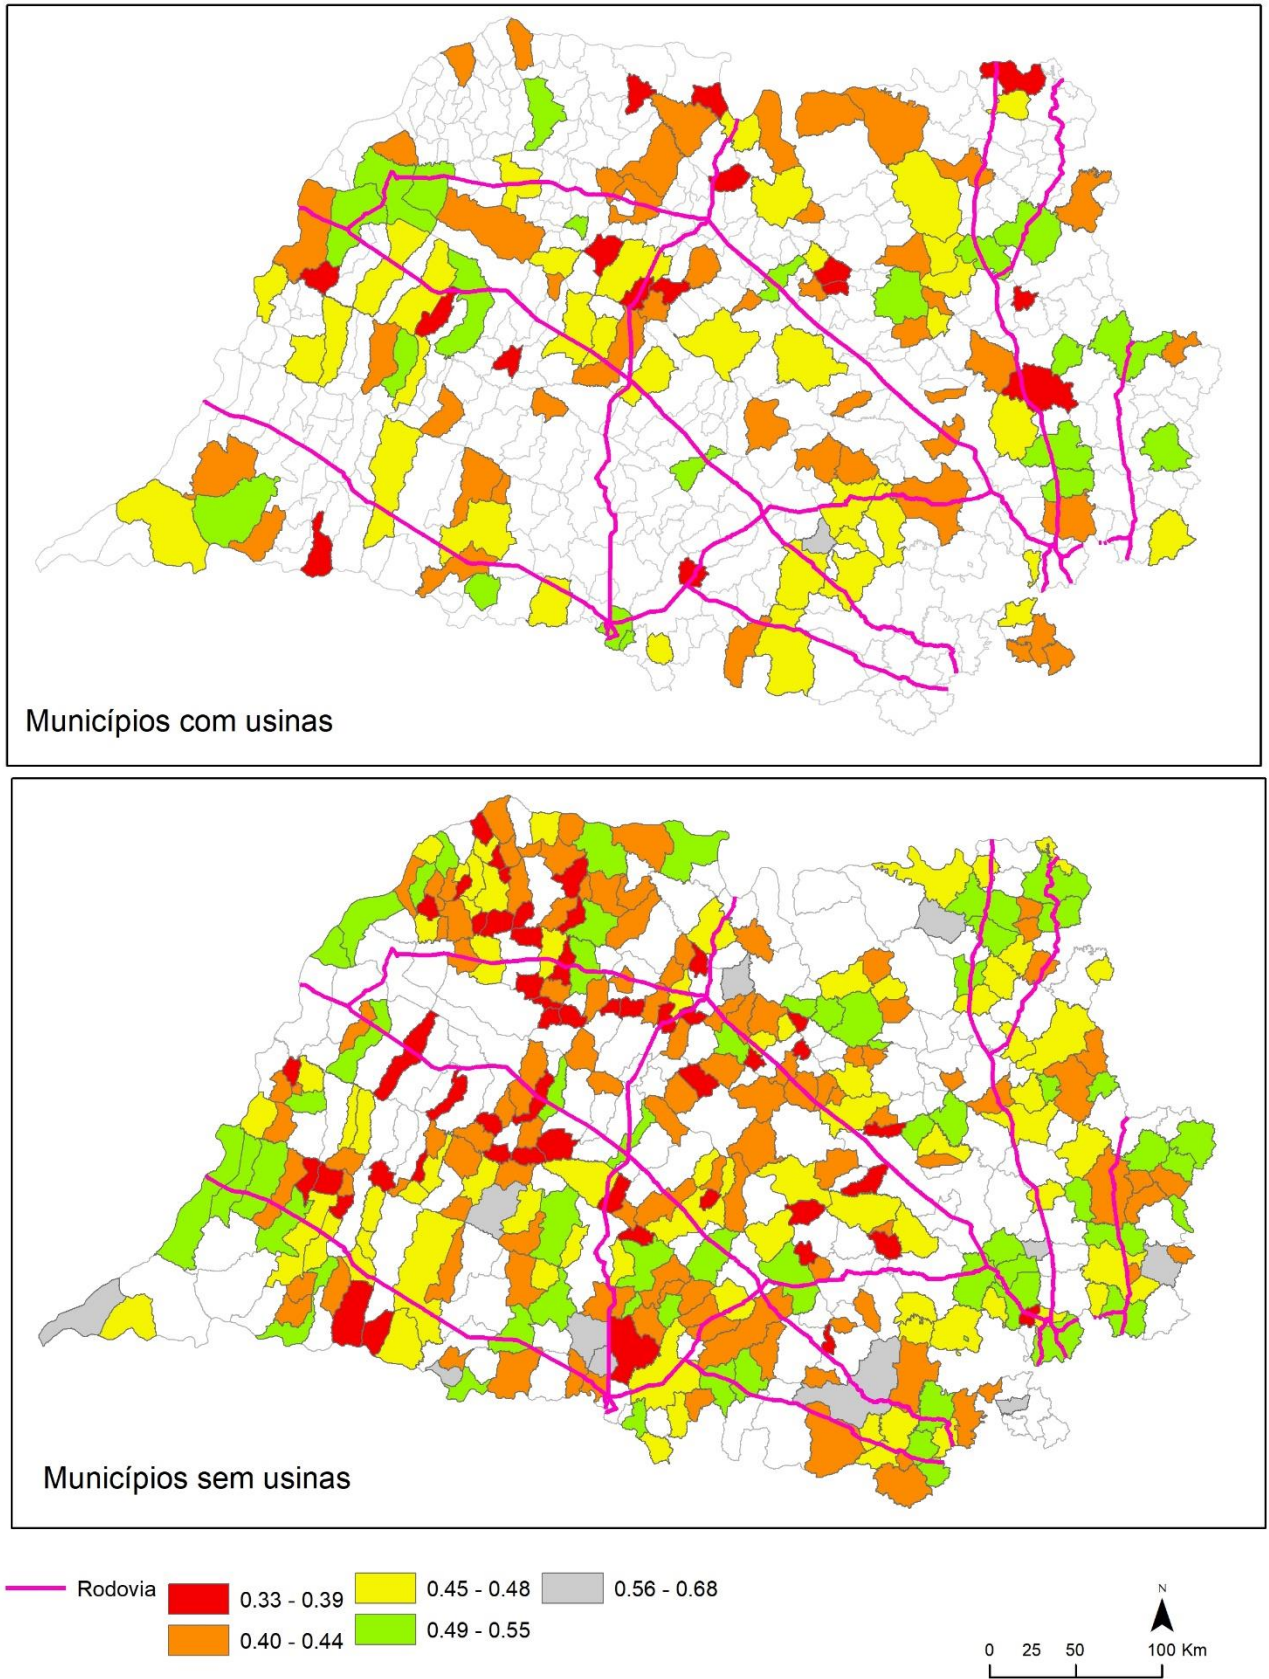 Municípios com usinas
Municípios sem usinas
Rodovia
0.33 - 0.39
0.40 - 0.44
0.45 - 0.48
0.49 - 0.55
0.56 - 0.68
N
0 25 50 100 Km